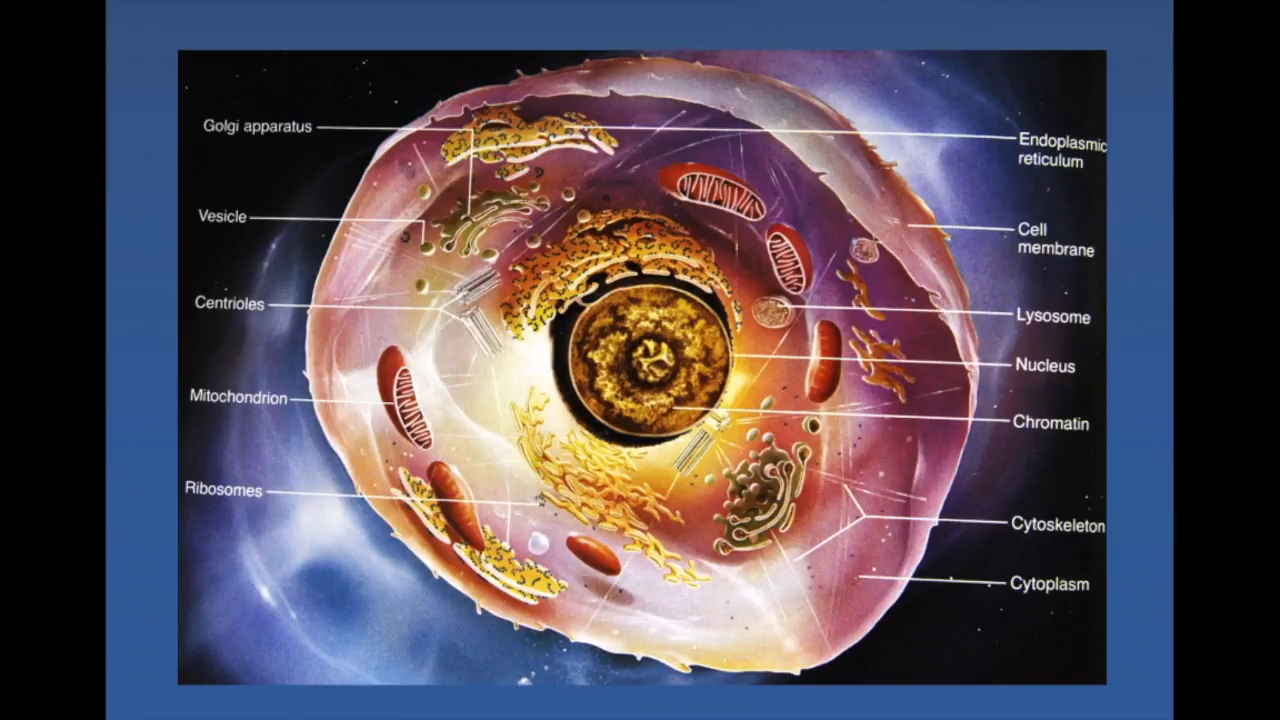 Golgi apparatus
Vesicle
Centrioles
Mitochondrion
Ribosomes
Endoplasmic
reticulum
Cell
membrane
Lysosome
Nucleus
Chromatin
Cytoskeleton
Cytoplasm